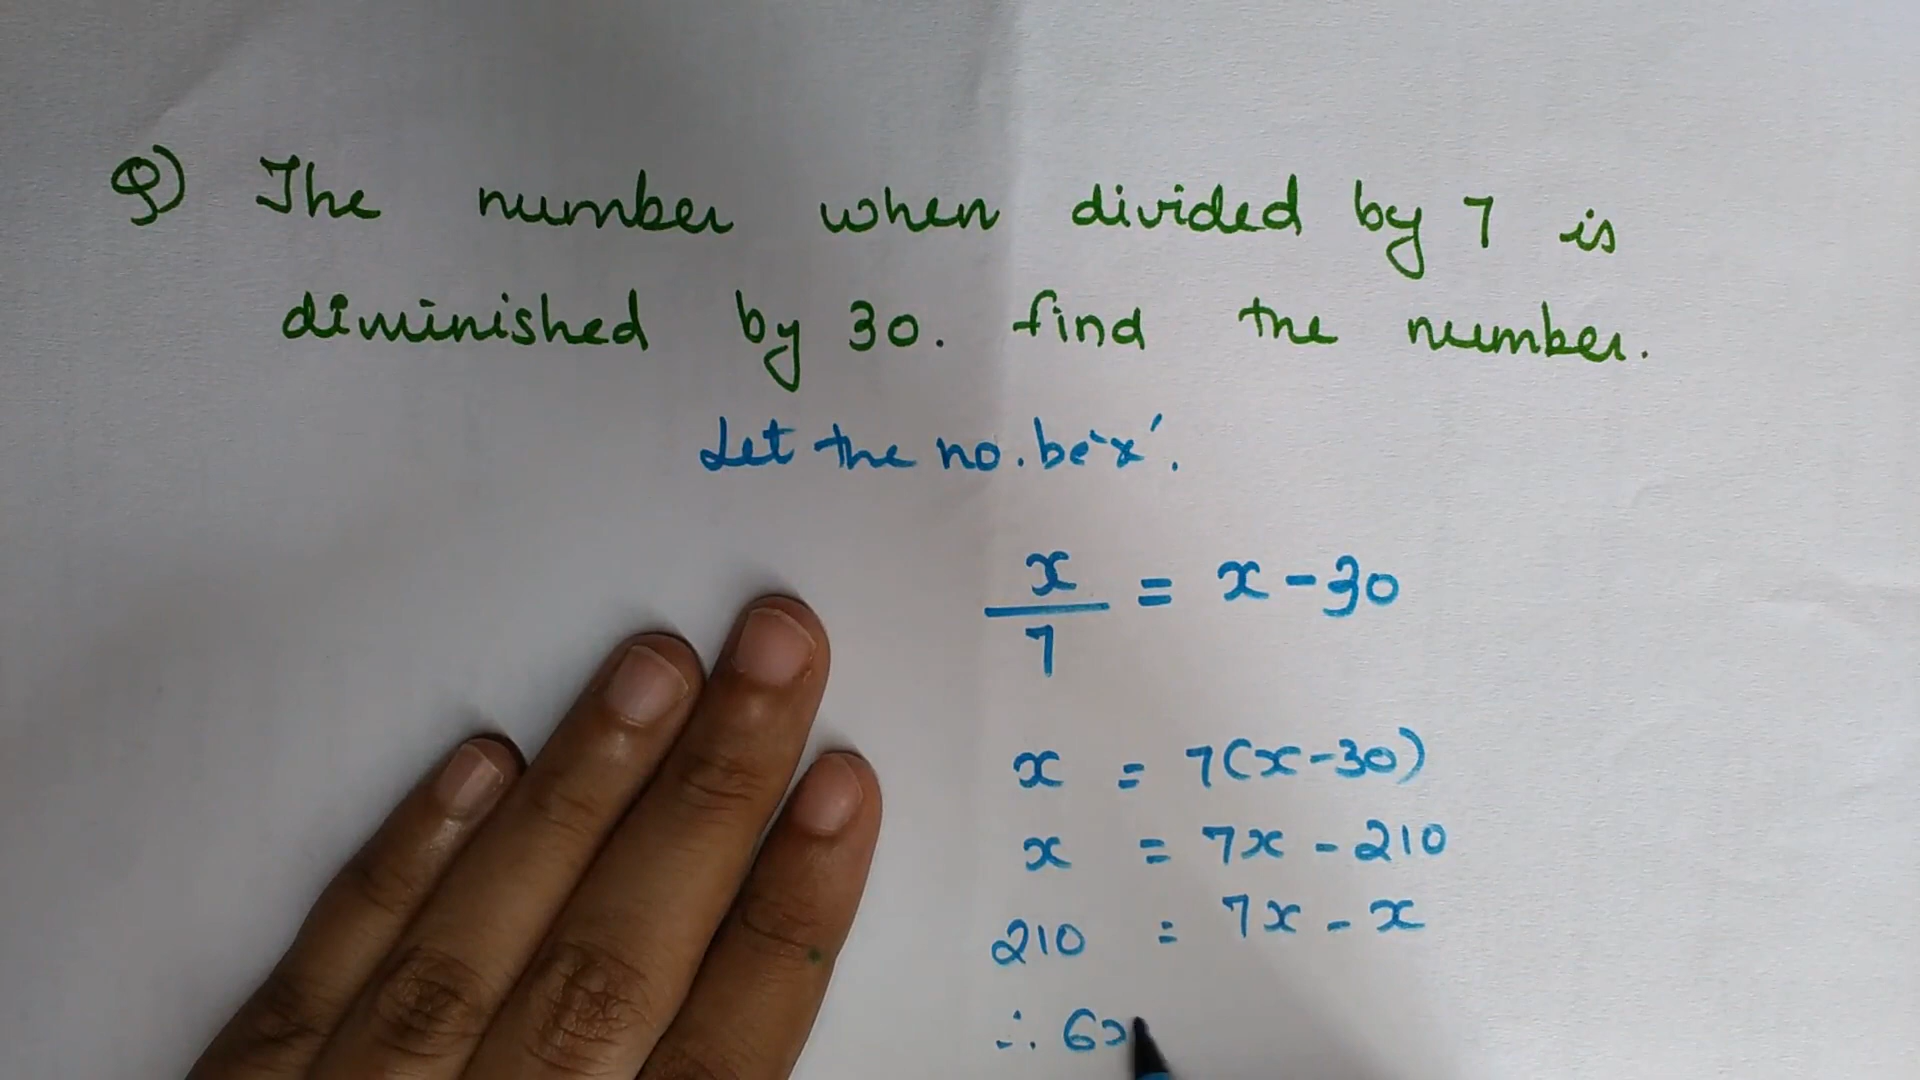 Q) The number when divided by 7 is
diminished by 30. find the number.
Let the no. be 'x'.
x/7 = x - 30
x = 7(x-30)
x = 7x - 210
210 = 7x - x
∴ 6x